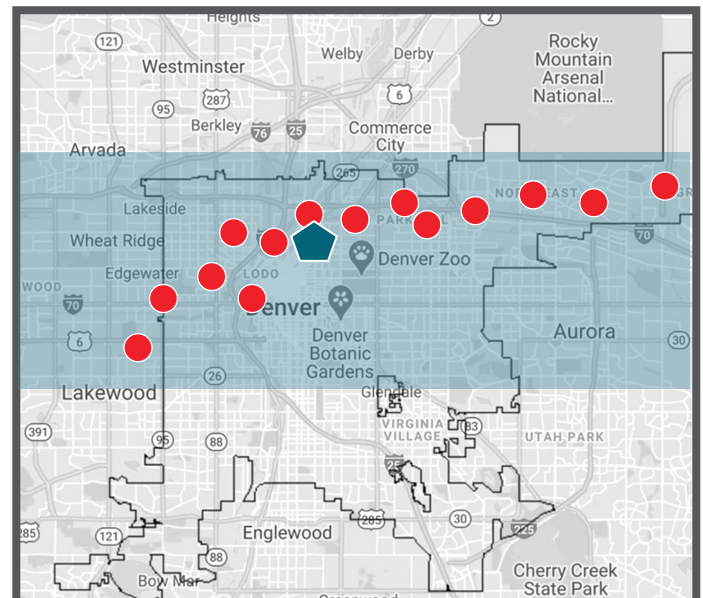 Heights
2
121
Welby
Derby
Rocky
Mountain
Arsenal
National...
Westminster
287
6
95
Berkley
76
25
Commerce
City
Arvada
265
270
Lakeside
NORTHEAST
PARK HILL
Wheat Ridge
70
Denver Zoo
Edgewater
LODO
WOOD
70
Denver
6
Denver
Botanic
Gardens
Aurora
30
26
Lakewood
Glendale
391
95
88
VIRGINIA
VILLAGE
83
UTAH PARK
25
285
121
Englewood
285
30
225
88
Bow Mar
Cherry Creek
State Park